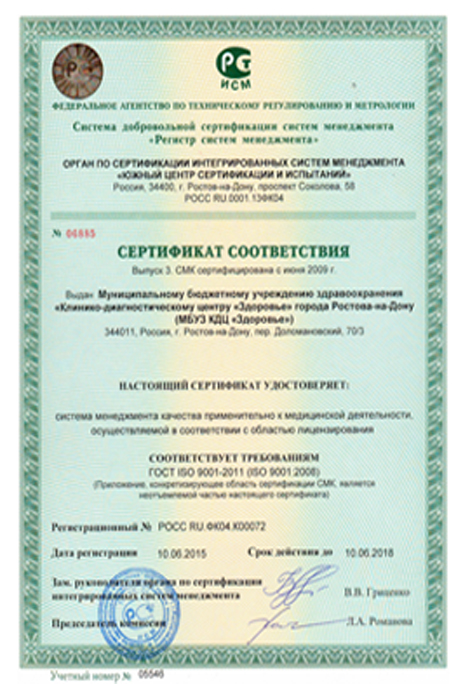 РСТ
ИСМ
ФЕДЕРАЛЬНОЕ АГЕНТСТВО ПО ТЕХНИЧЕСКОМУ РЕГУЛИРОВАНИЮ И МЕТРОЛОГИИ
Система добровольной сертификации систем менеджмента
«Регистр систем менеджмента»
ОРГАН ПО СЕРТИФИКАЦИИ ИНТЕГРИРОВАННЫХ СИСТЕМ МЕНЕДЖМЕНТА
«ЮЖНЫЙ ЦЕНТР СЕРТИФИКАЦИИ И ИСПЫТАНИЙ»
Россия, 34400, г. Ростов-на-Дону, проспект Соколова, 58
РОСС RU.0001.13ФК04
№ 06885
СЕРТИФИКАТ СООТВЕТСТВИЯ
Выпуск 3. СМК сертифицирована с июня 2009 г.
Выдан Муниципальному бюджетному учреждению здравоохранения
«Клинико-диагностическому центру «Здоровье» города Ростова-на-Дону
(МБУЗ КДЦ «Здоровье»)
344011, Россия, г. Ростов-на-Дону, пер. Доломановский, 70/3
НАСТОЯЩИЙ СЕРТИФИКАТ УДОСТОВЕРЯЕТ:
система менеджмента качества применительно к медицинской деятельности,
осуществляемой в соответствии с областью лицензирования
СООТВЕТСТВУЕТ ТРЕБОВАНИЯМ
ГОСТ ISO 9001-2011 (ISO 9001:2008)
(Приложение, конкретизирующее область сертификации СМК, является
неотъемлемой частью настоящего сертификата)
Регистрационный № РОСС RU.ФК04.К00072
Дата регистрации 10.06.2015 Срок действия до 10.06.2018
Зам. руководителя органа по сертификации
интегрированных систем менеджмента В.В. Гриценко
Председатель комиссии Л.А. Романова
Учетный номер № 05546